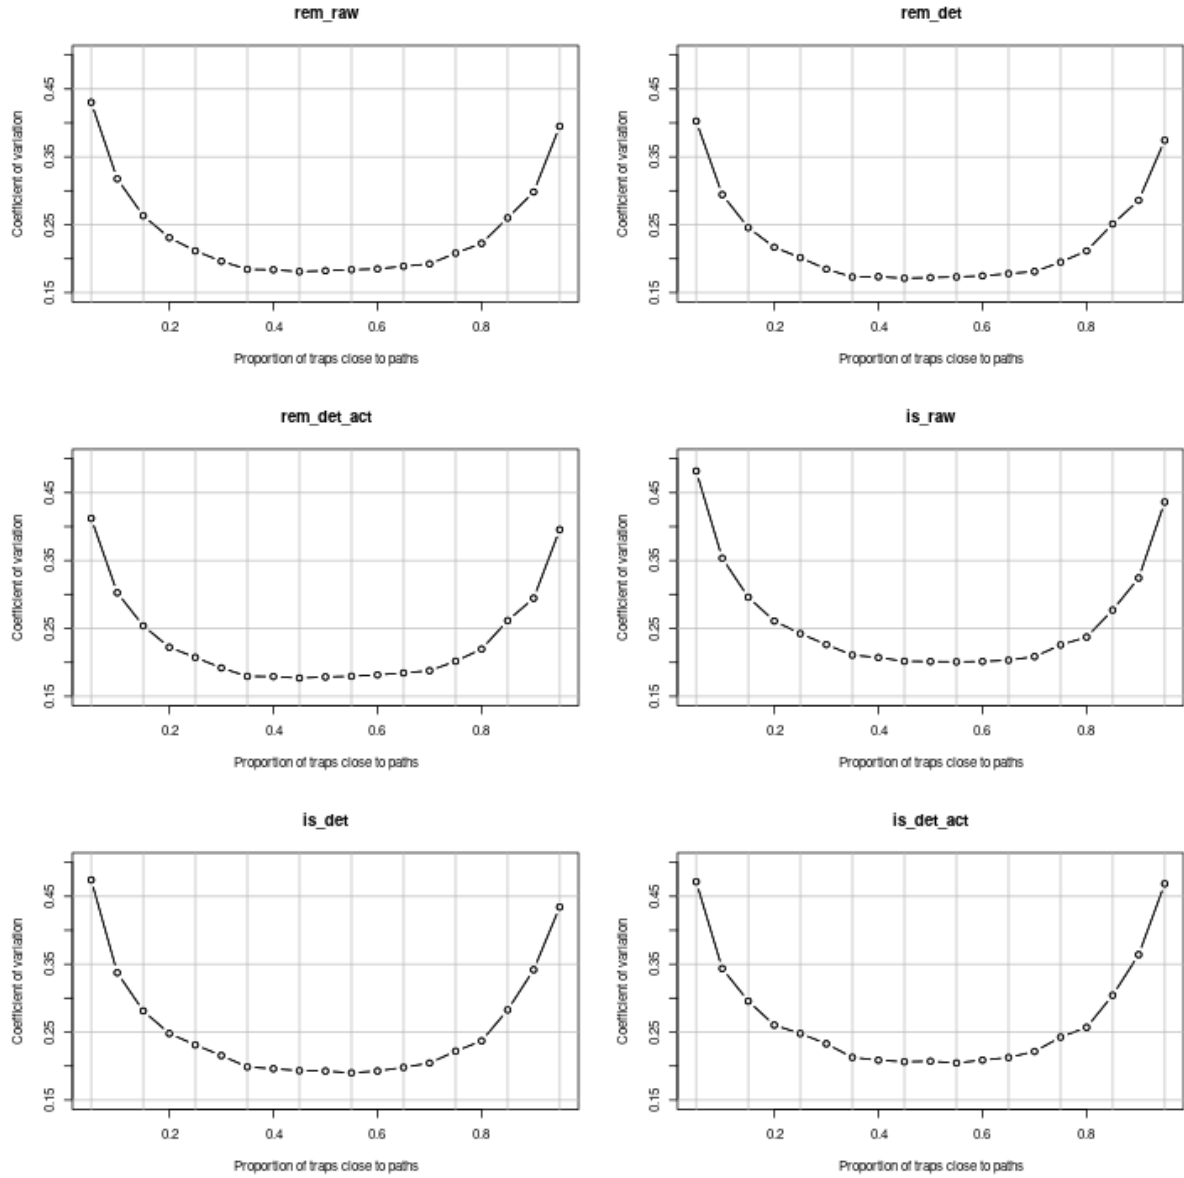 rem_raw
Coefficient of variation
0.15 0.25 0.35 0.45
0.2 0.4 0.6 0.8
Proportion of traps close to paths
rem_det
Coefficient of variation
0.15 0.25 0.35 0.45
0.2 0.4 0.6 0.8
Proportion of traps close to paths
rem_det_act
Coefficient of variation
0.15 0.25 0.35 0.45
0.2 0.4 0.6 0.8
Proportion of traps close to paths
is_raw
Coefficient of variation
0.15 0.25 0.35 0.45
0.2 0.4 0.6 0.8
Proportion of traps close to paths
is_det
Coefficient of variation
0.15 0.25 0.35 0.45
0.2 0.4 0.6 0.8
Proportion of traps close to paths
is_det_act
Coefficient of variation
0.15 0.25 0.35 0.45
0.2 0.4 0.6 0.8
Proportion of traps close to paths